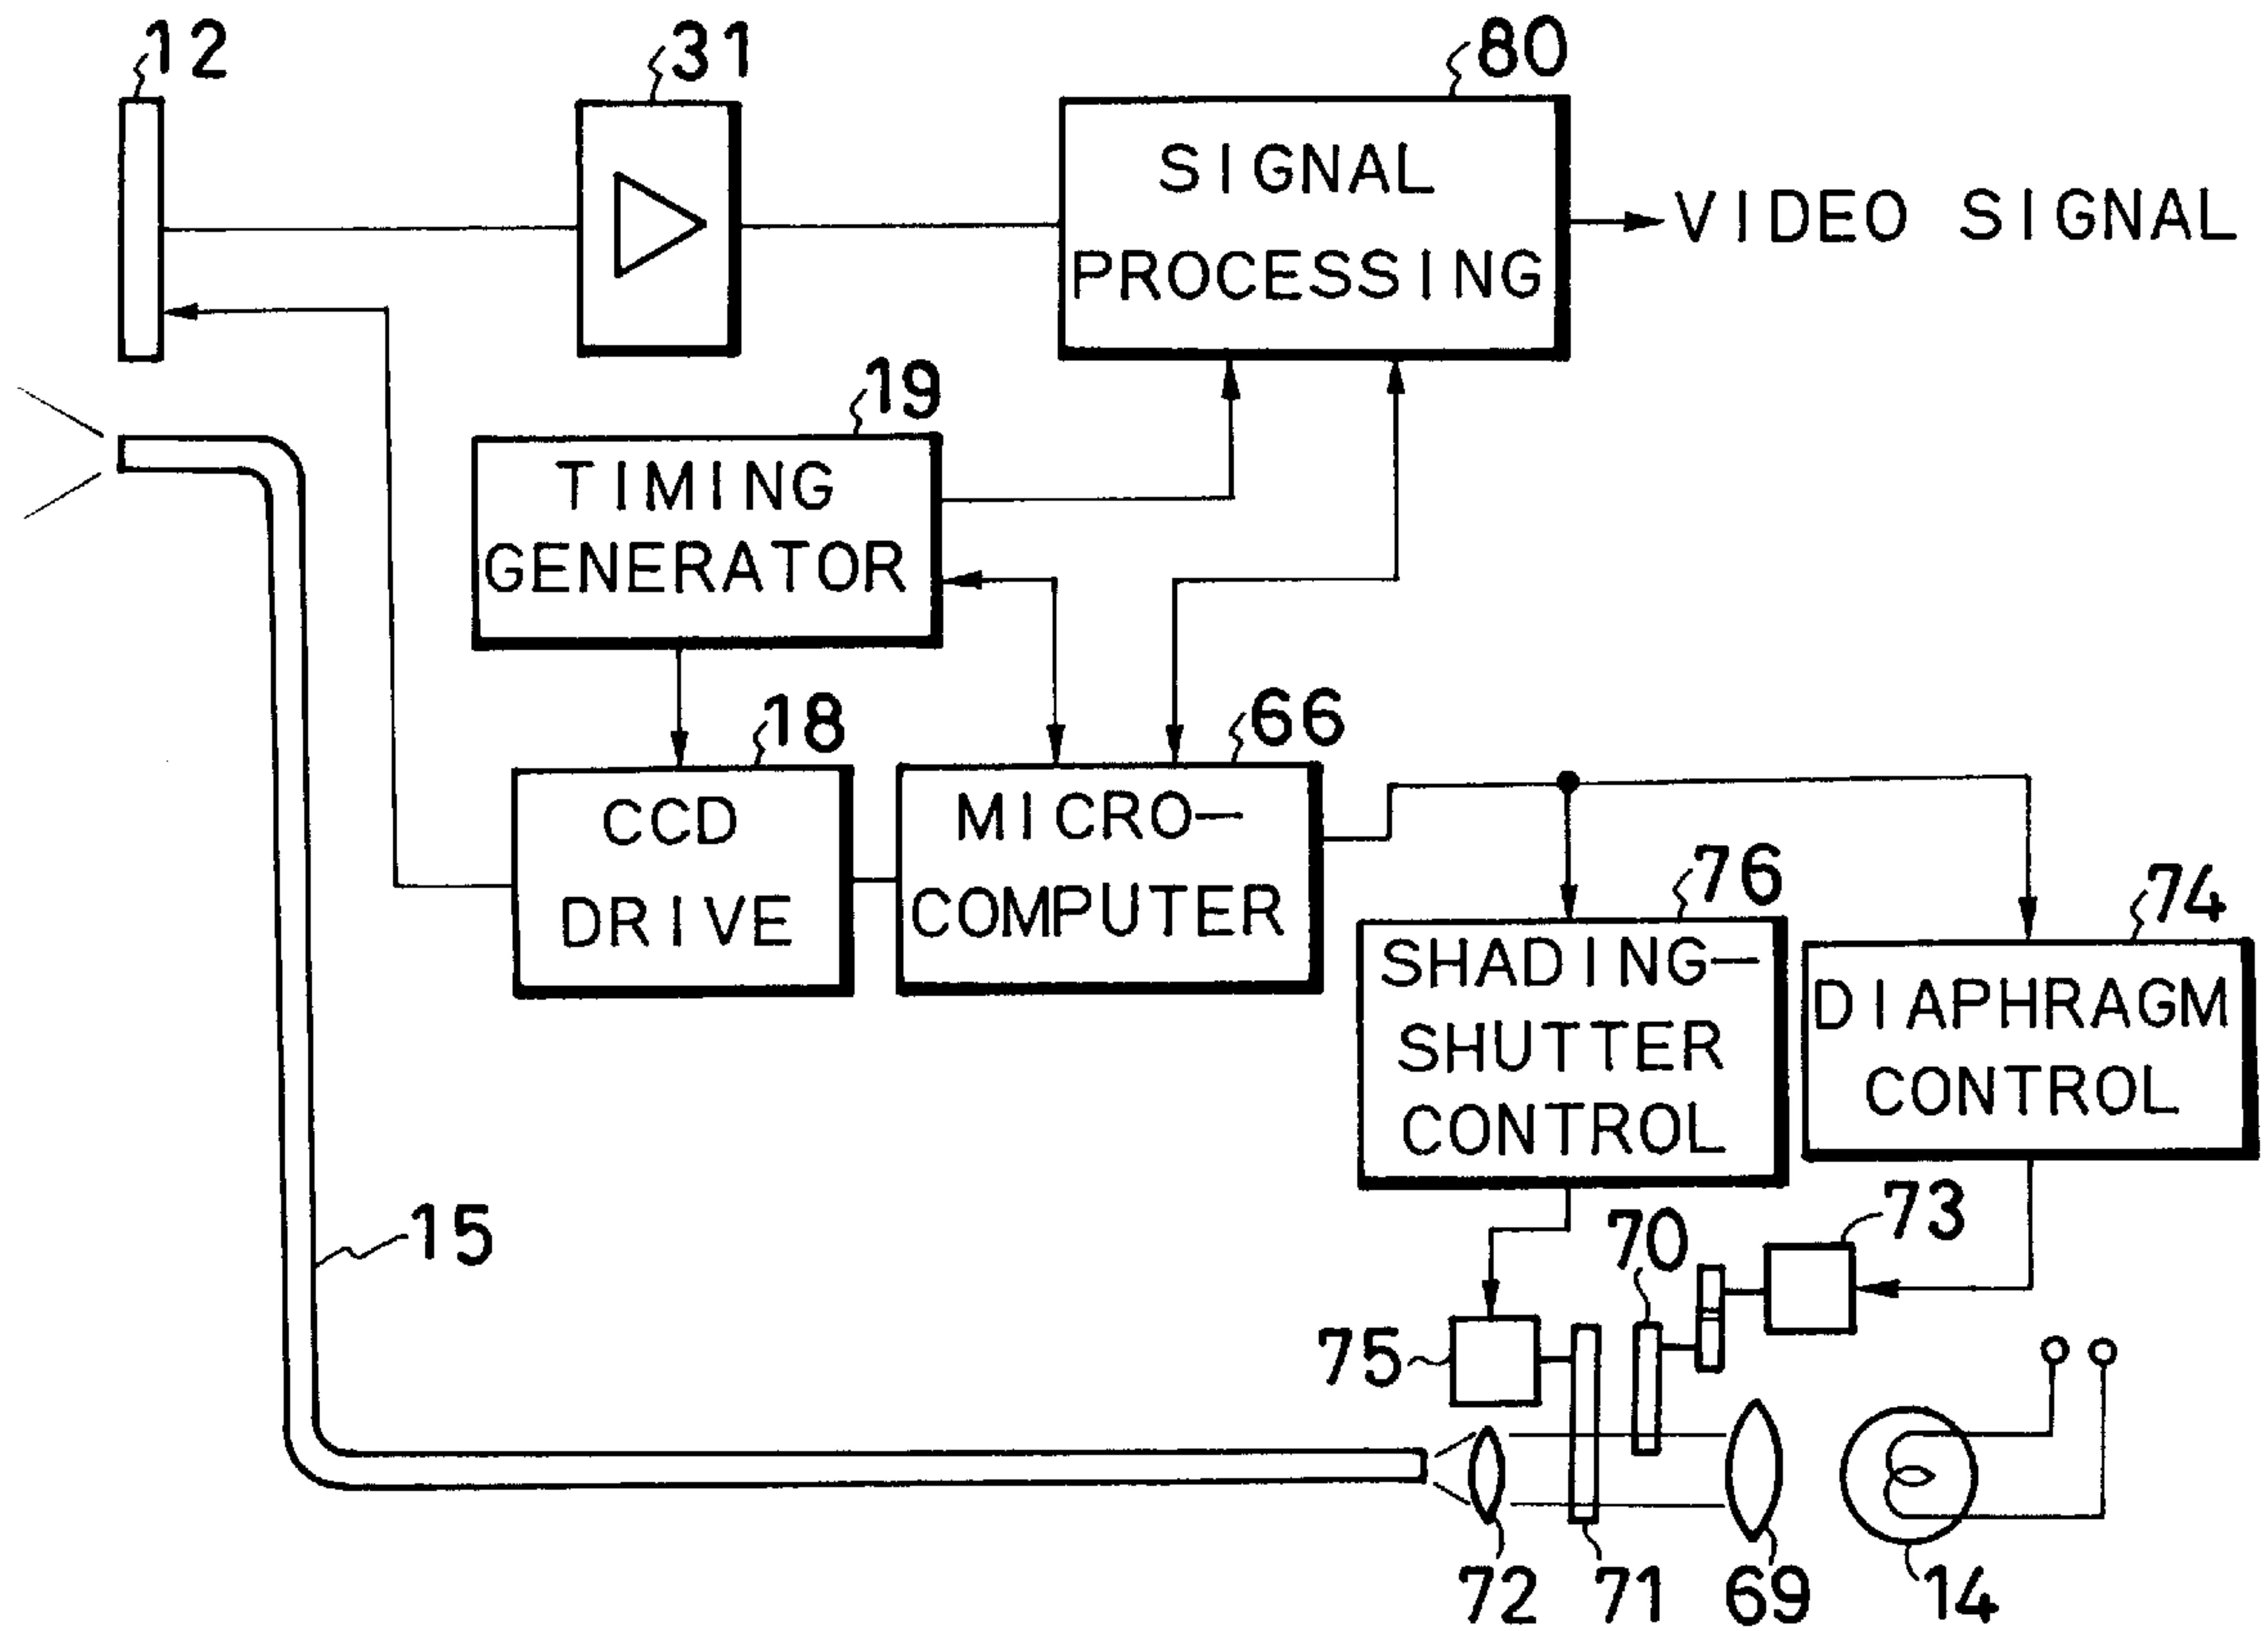 12
31
80
SIGNAL
PROCESSING
VIDEO SIGNAL
19
TIMING
GENERATOR
18
66
CCD
DRIVE
MICRO-
COMPUTER
76
74
SHADING-
SHUTTER
CONTROL
DIAPHRAGM
CONTROL
15
70
73
75
72
71
69
14